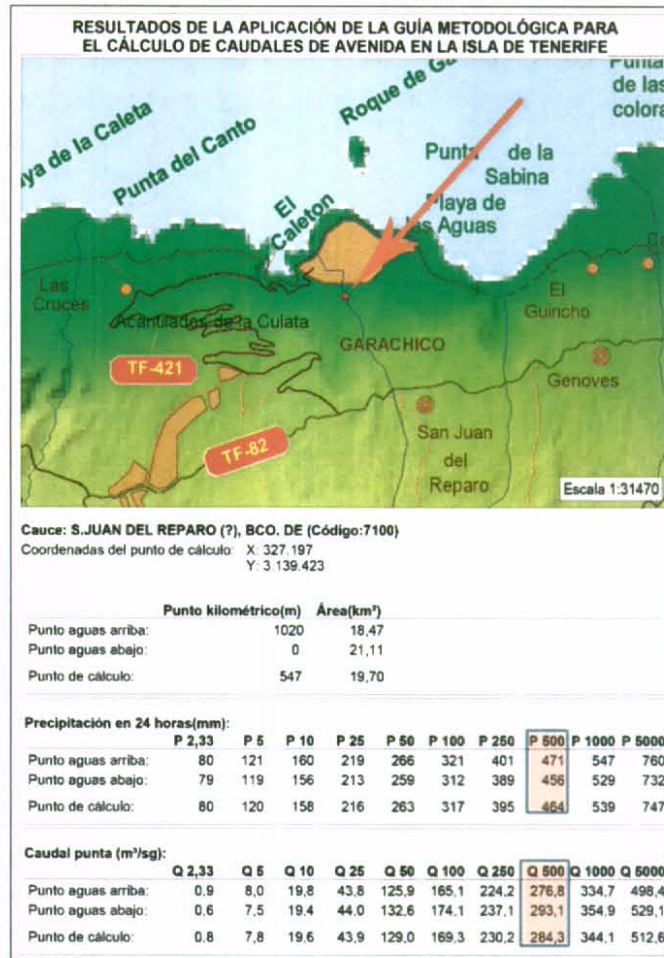 RESULTADOS DE LA APLICACIÓN DE LA GUÍA METODOLÓGICA PARA
EL CÁLCULO DE CAUDALES DE AVENIDA EN LA ISLA DE TENERIFE
Punta
de las
Roque de
ya de la Caleta
Punta del Canto
Punta de la
Sabina
El
Caleton
Playa de
las Aguas
Las
Cruces
El
Guincho
Acantilados de la Culata
GARACHICO
TF-421
Genoves
TF-82
San Juan
del
Reparo
Escala 1:31470
Cauce: S.JUAN DEL REPARO (?), BCO. DE (Código:7100)
Coordenadas del punto de cálculo: X: 327.197
Y: 3.139.423
Punto kilométrico(m) Área(km²)
Punto aguas arriba: 1020 18,47
Punto aguas abajo: 0 21,11
Punto de cálculo: 547 19,70
Precipitación en 24 horas(mm):
P 2,33 P 5 P 10 P 25 P 50 P 100 P 250 P 500 P 1000 P 5000
Punto aguas arriba: 80 121 160 219 266 321 401 471 547 760
Punto aguas abajo: 79 119 156 213 259 312 389 456 529 732
Punto de cálculo: 80 120 158 216 263 317 395 464 539 747
Caudal punta (m³/sg):
Q 2,33 Q 5 Q 10 Q 25 Q 50 Q 100 Q 250 Q 500 Q 1000 Q 5000
Punto aguas arriba: 0.9 8,0 19,8 43,8 125,9 165,1 224,2 276,8 334,7 498,4
Punto aguas abajo: 0.6 7,5 19,4 44.0 132,6 174.1 237,1 293,1 354,9 529,1
Punto de cálculo: 0.8 7,8 19,6 43,9 129.0 169,3 230,2 284,3 344,1 512,6